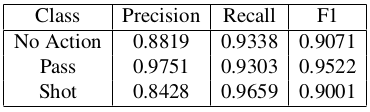 Class Precision Recall F1
No Action 0.8819 0.9338 0.9071
Pass 0.9751 0.9303 0.9522
Shot 0.8428 0.9659 0.9001